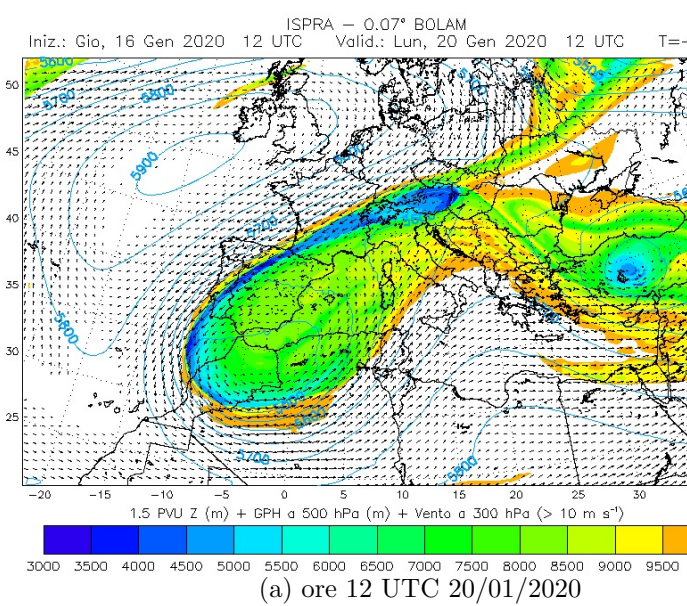 ISPRA – 0.07° BOLAM
Iniz.: Gio, 16 Gen 2020 12 UTC Valid.: Lun, 20 Gen 2020 12 UTC T=-
50
45
40
35
30
25
5600
5700
5800
5900
5700
5800
5700
5600
-20 -15 -10 -5 0 5 10 15 20 25 30
1.5 PVU Z (m) + GPH a 500 hPa (m) + Vento a 300 hPa (> 10 m s⁻¹)
3000 3500 4000 4500 5000 5500 6000 6500 7000 7500 8000 8500 9000 9500
(a) ore 12 UTC 20/01/2020